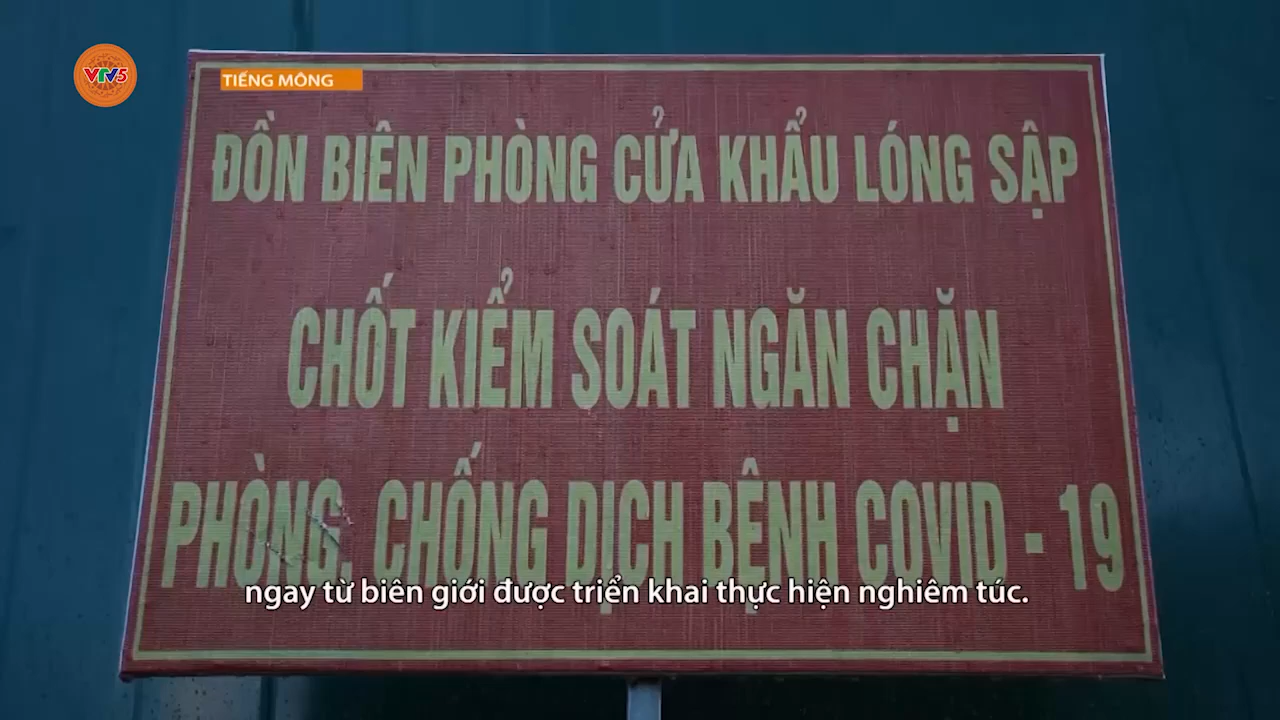 VTV5
TIẾNG MÔNG
ĐỒN BIÊN PHÒNG CỬA KHẨU LÓNG SẬP
CHỐT KIỂM SOÁT NGĂN CHẶN
PHÒNG, CHỐNG DỊCH BỆNH COVID - 19
ngay từ biên giới được triển khai thực hiện nghiêm túc.